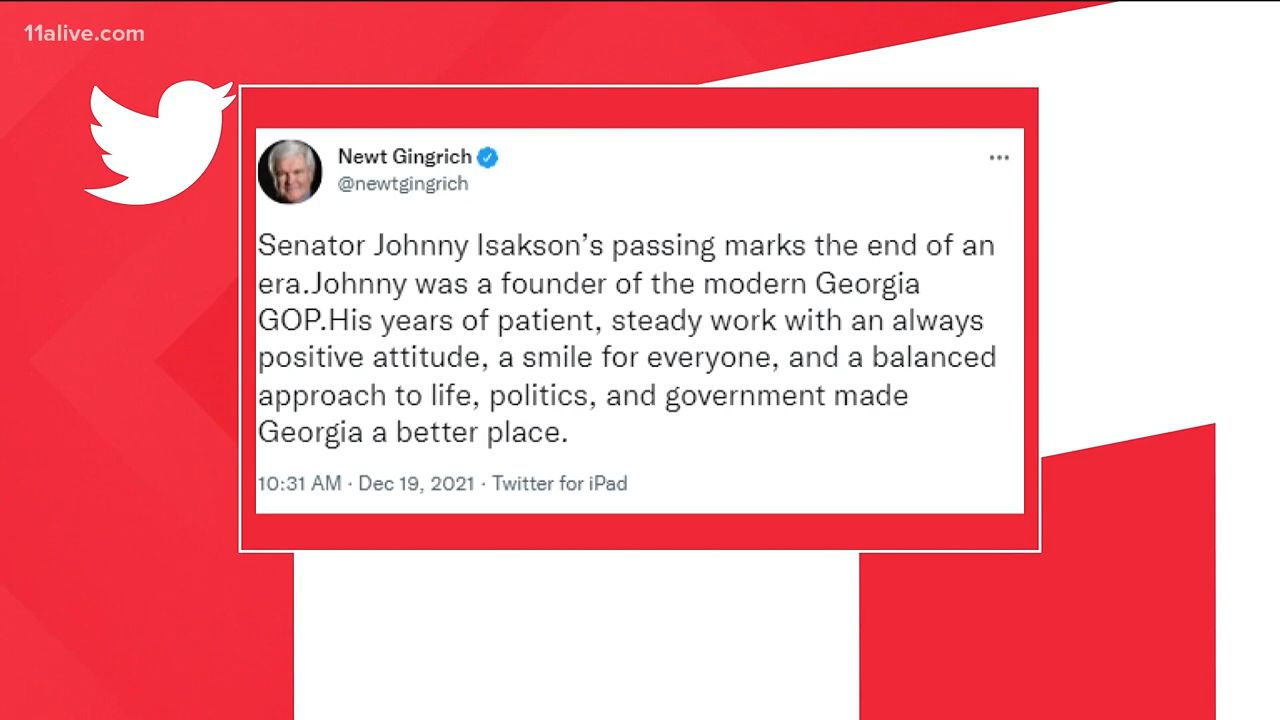 11alive.com
Newt Gingrich
@newtgingrich
Senator Johnny Isakson’s passing marks the end of an
era.Johnny was a founder of the modern Georgia
GOP.His years of patient, steady work with an always
positive attitude, a smile for everyone, and a balanced
approach to life, politics, and government made
Georgia a better place.
10:31 AM · Dec 19, 2021 · Twitter for iPad